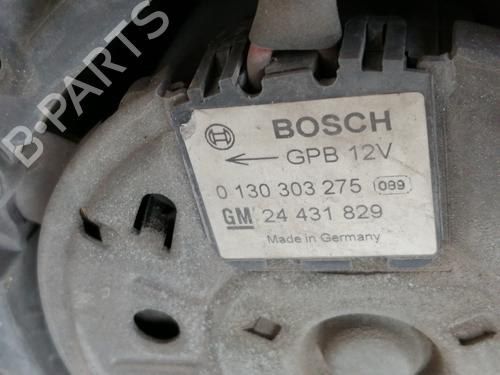 BOSCH
GPB 12V
0 130 303 275 099
GM 24 431 829
Made in Germany
B-PARTS